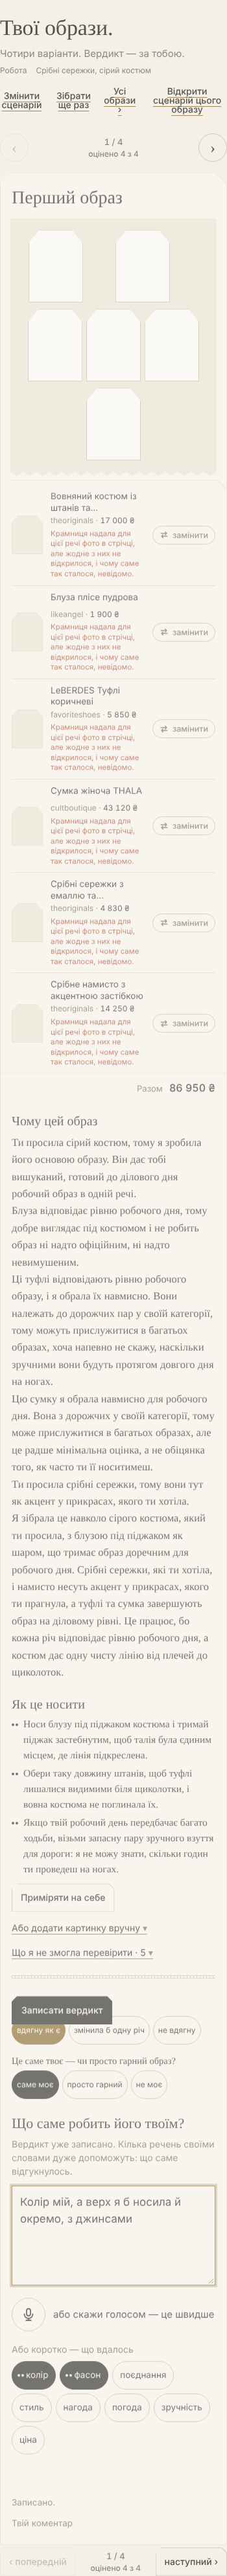 Твої образи.
Чотири варіанти. Вердикт — за тобою.
Робота Срібні сережки, сірий костюм
Змінити сценарій
Зібрати ще раз
Усі образи ›
Відкрити сценарій цього образу
‹
1 / 4
оцінено 4 з 4
›
Перший образ
Вовняний костюм із
штанів та...
theoriginals · 17 000 ₴
Крамниця надала для
цієї речі фото в стрічці,
але жодне з них не
відкрилося, і чому саме
так сталося, невідомо.
⇄ замінити
Блуза плісе пудрова
likeangel · 1 900 ₴
Крамниця надала для
цієї речі фото в стрічці,
але жодне з них не
відкрилося, і чому саме
так сталося, невідомо.
⇄ замінити
LeBERDES Туфлі
коричневі
favoriteshoes · 5 850 ₴
Крамниця надала для
цієї речі фото в стрічці,
але жодне з них не
відкрилося, і чому саме
так сталося, невідомо.
⇄ замінити
Сумка жіноча THALA
cultboutique · 43 120 ₴
Крамниця надала для
цієї речі фото в стрічці,
але жодне з них не
відкрилося, і чому саме
так сталося, невідомо.
⇄ замінити
Срібні сережки з
емаллю та...
theoriginals · 4 830 ₴
Крамниця надала для
цієї речі фото в стрічці,
але жодне з них не
відкрилося, і чому саме
так сталося, невідомо.
⇄ замінити
Срібне намисто з
акцентною застібкою
theoriginals · 14 250 ₴
Крамниця надала для
цієї речі фото в стрічці,
але жодне з них не
відкрилося, і чому саме
так сталося, невідомо.
⇄ замінити
Разом 86 950 ₴
Чому цей образ
Ти просила сірий костюм, тому я зробила
його основою образу. Він дає тобі
вишуканий, готовий до ділового дня
робочий образ в одній речі.
Блуза відповідає рівню робочого дня, тому
добре виглядає під костюмом і не робить
образ ні надто офіційним, ні надто
невимушеним.
Ці туфлі відповідають рівню робочого
образу, і я обрала їх навмисно. Вони
належать до дорожчих пар у своїй категорії,
тому можуть прислужитися в багатьох
образах, хоча напевно не скажу, наскільки
зручними вони будуть протягом довгого дня
на ногах.
Цю сумку я обрала навмисно для робочого
дня. Вона з дорожчих у своїй категорії, тому
може прислужитися в багатьох образах, але
це радше мінімальна оцінка, а не обіцянка
того, як часто ти її носитимеш.
Ти просила срібні сережки, тому вони тут
як акцент у прикрасах, якого ти хотіла.
Я зібрала це навколо сірого костюма, який
ти просила, з блузою під піджаком як
шаром, що тримає образ доречним для
робочого дня. Срібні сережки, які ти хотіла,
і намисто несуть акцент у прикрасах, якого
ти прагнула, а туфлі та сумка завершують
образ на діловому рівні. Це працює, бо
кожна річ відповідає рівню робочого дня, а
костюм дає одну чисту лінію від плечей до
щиколоток.
Як це носити
Носи блузу під піджаком костюма і тримай
піджак застебнутим, щоб талія була єдиним
місцем, де лінія підкреслена.
Обери таку довжину штанів, щоб туфлі
лишалися видимими біля щиколотки, і
вовна костюма не поглинала їх.
Якщо твій робочий день передбачає багато
ходьби, візьми запасну пару зручного взуття
для дороги: я не можу знати, скільки годин
ти проведеш на ногах.
Приміряти на себе
Або додати картинку вручну ▾
Що я не змогла перевірити · 5 ▾
Записати вердикт
вдягну як є
змінила б одну річ
не вдягну
Це саме твоє — чи просто гарний образ?
саме моє
просто гарний
не моє
Що саме робить його твоїм?
Вердикт уже записано. Кілька речень своїми
словами дуже допоможуть: що саме
відгукнулось.
Колір мій, а верх я б носила й
окремо, з джинсами
або скажи голосом — це швидше
Або коротко — що вдалось
колір
фасон
поєднання
стиль
нагода
погода
зручність
ціна
Записано.
Твій коментар
‹ попередній
1 / 4
оцінено 4 з 4
наступний ›